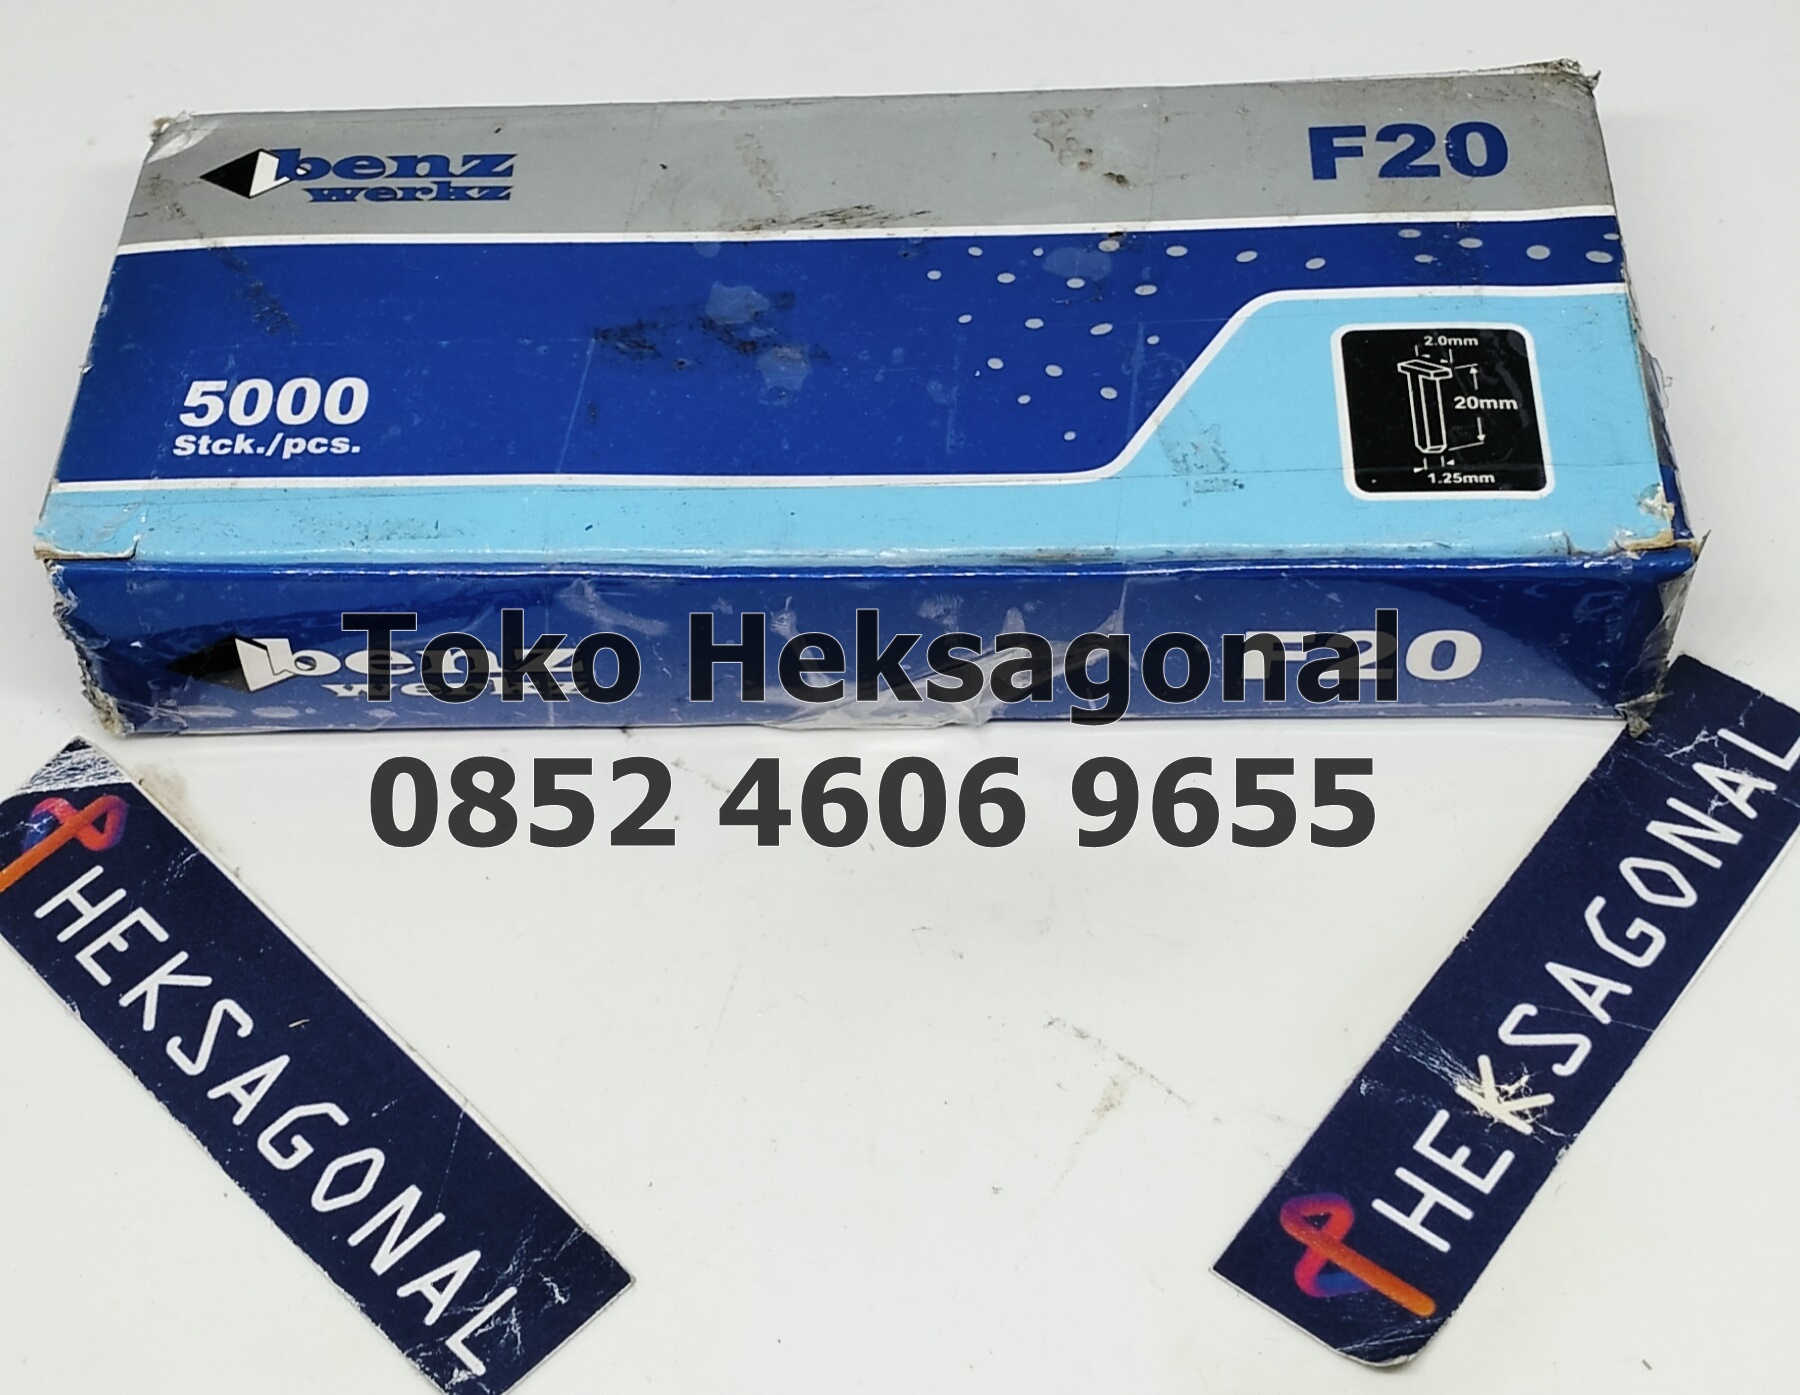 benz
werkz
F20
5000
Stck./pcs.
2.0mm
20mm
1.25mm
benz
werkz
F20
Toko Heksagonal
0852 4606 9655
HEKSAGONAL
HEKSAGONAL